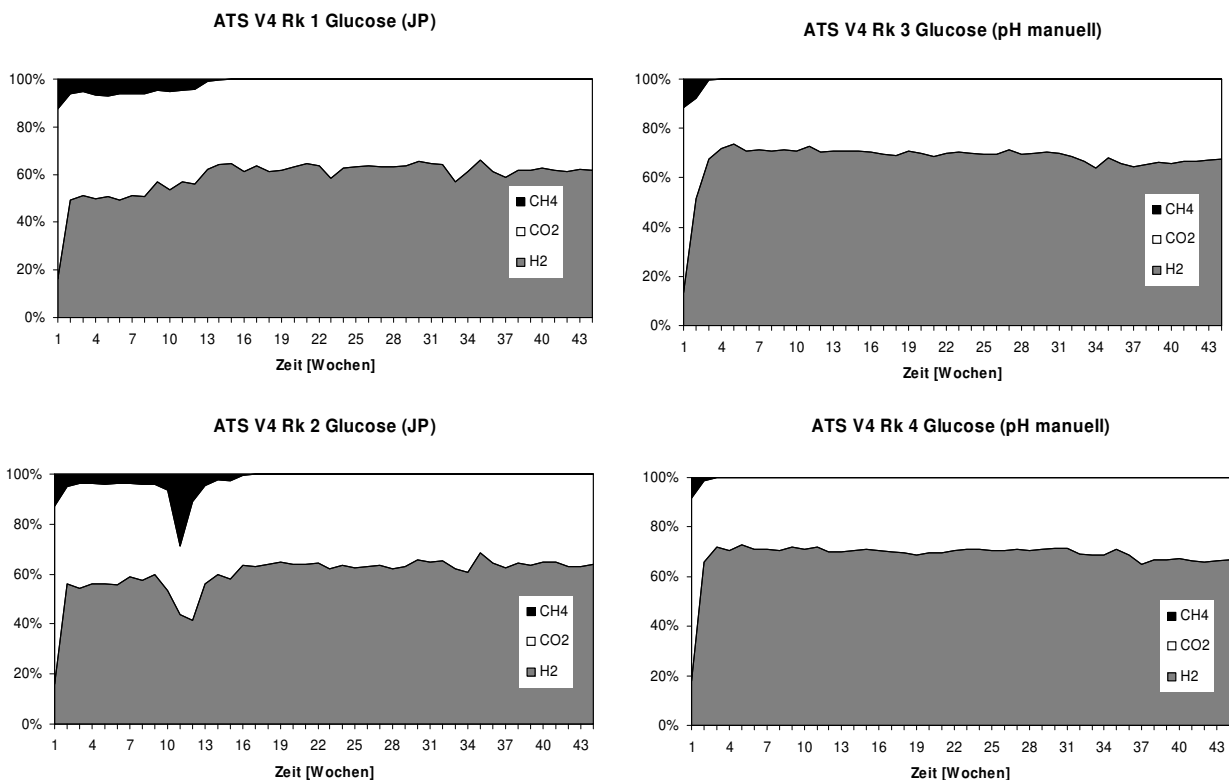 ATS V4 Rk 1 Glucose (JP)
100%
80%
60%
40%
20%
0%
CH4
CO2
H2
1 4 7 10 13 16 19 22 25 28 31 34 37 40 43
Zeit [Wochen]
ATS V4 Rk 3 Glucose (pH manuell)
100%
80%
60%
40%
20%
0%
CH4
CO2
H2
1 4 7 10 13 16 19 22 25 28 31 34 37 40 43
Zeit [Wochen]
ATS V4 Rk 2 Glucose (JP)
100%
80%
60%
40%
20%
0%
CH4
CO2
H2
1 4 7 10 13 16 19 22 25 28 31 34 37 40 43
Zeit [Wochen]
ATS V4 Rk 4 Glucose (pH manuell)
100%
80%
60%
40%
20%
0%
CH4
CO2
H2
1 4 7 10 13 16 19 22 25 28 31 34 37 40 43
Zeit [Wochen]